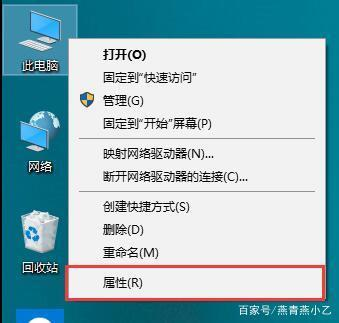 此电脑
网络
回收站
打开(O)
固定到"快速访问"
管理(G)
固定到"开始"屏幕(P)
映射网络驱动器(N)...
断开网络驱动器的连接(C)...
创建快捷方式(S)
删除(D)
重命名(M)
属性(R)
百家号/燕青燕小乙